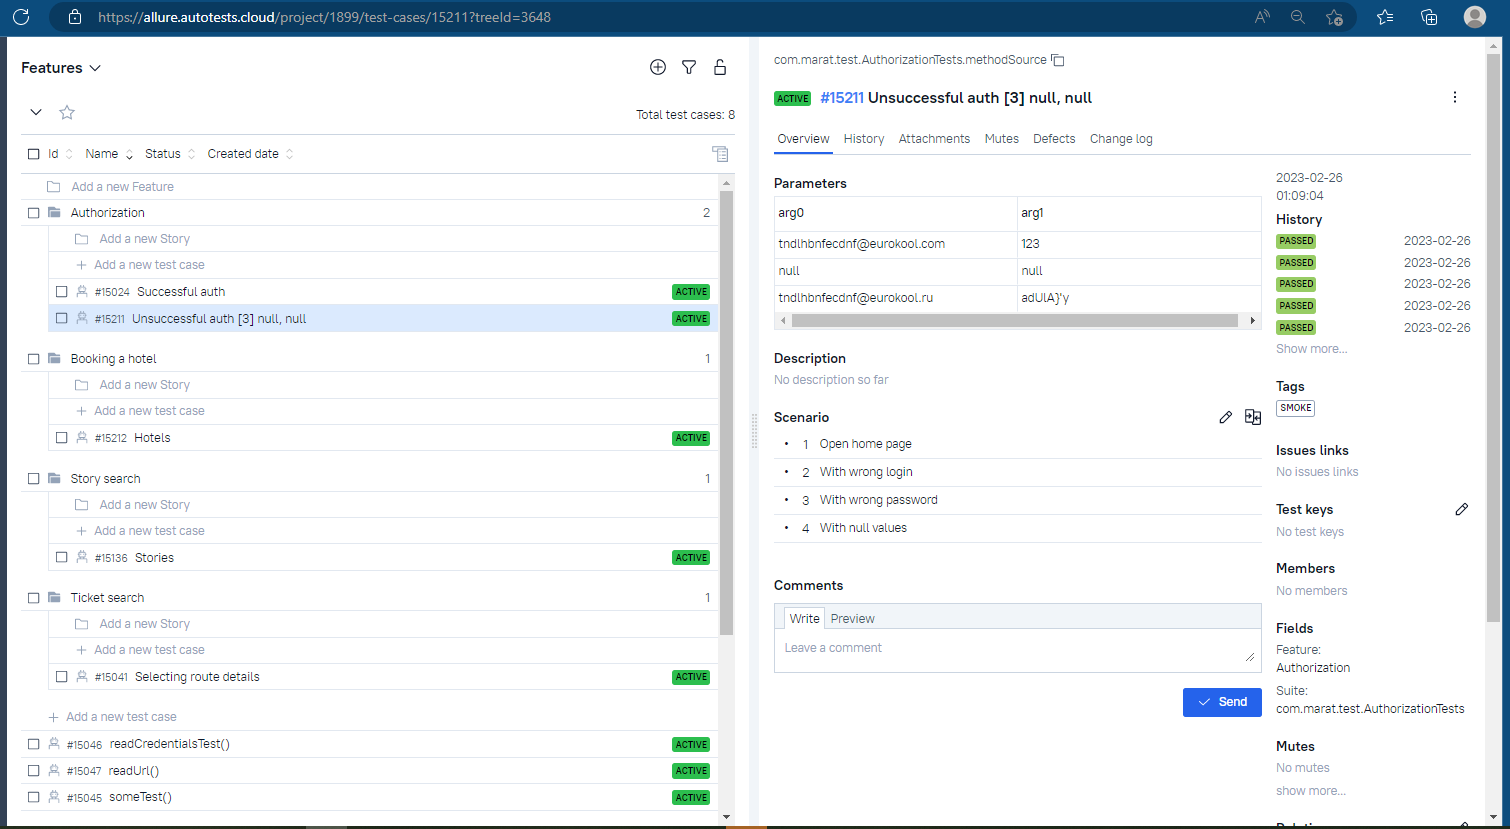 https://allure.autotests.cloud/project/1899/test-cases/15211?treeId=3648
Features
Total test cases: 8
Id Name Status Created date
Add a new Feature
Authorization 2
Add a new Story
Add a new test case
#15024 Successful auth ACTIVE
#15211 Unsuccessful auth [3] null, null ACTIVE
Booking a hotel 1
Add a new Story
Add a new test case
#15212 Hotels ACTIVE
Story search 1
Add a new Story
Add a new test case
#15136 Stories ACTIVE
Ticket search 1
Add a new Story
Add a new test case
#15041 Selecting route details ACTIVE
Add a new test case
#15046 readCredentialsTest() ACTIVE
#15047 readUrl() ACTIVE
#15045 someTest() ACTIVE
com.marat.test.AuthorizationTests.methodSource
ACTIVE #15211 Unsuccessful auth [3] null, null
Overview History Attachments Mutes Defects Change log
Parameters
arg0 arg1
tndlhbnfecdnf@eurokool.com 123
null null
tndlhbnfecdnf@eurokool.ru adUlA}'y
Description
No description so far
Scenario
1 Open home page
2 With wrong login
3 With wrong password
4 With null values
Comments
Write Preview
Leave a comment
Send
2023-02-26
01:09:04
History
PASSED 2023-02-26
PASSED 2023-02-26
PASSED 2023-02-26
PASSED 2023-02-26
PASSED 2023-02-26
Show more...
Tags
SMOKE
Issues links
No issues links
Test keys
No test keys
Members
No members
Fields
Feature:
Authorization
Suite:
com.marat.test.AuthorizationTests
Mutes
No mutes
show more...